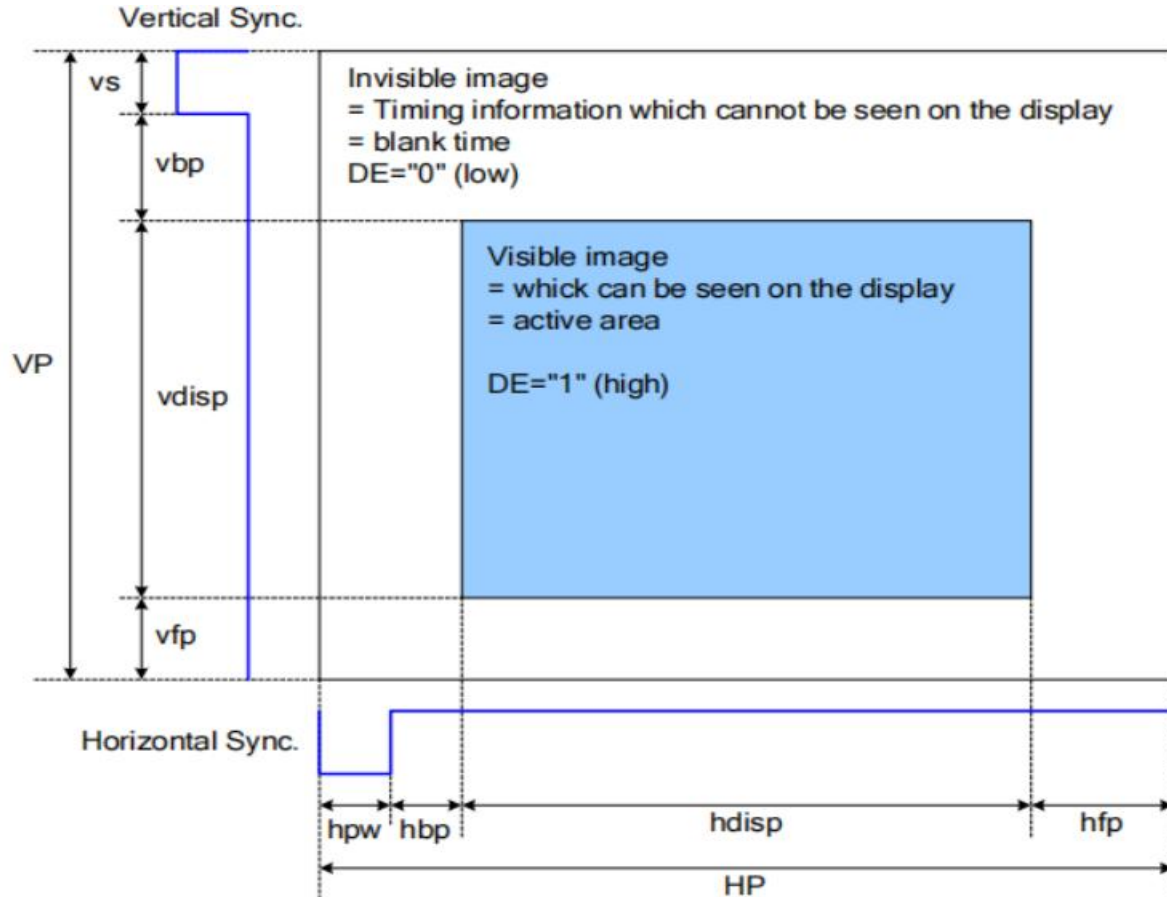 Vertical Sync.
vs
Invisible image
= Timing information which cannot be seen on the display
= blank time
DE="0" (low)
vbp
Visible image
= whick can be seen on the display
= active area
DE="1" (high)
VP
vdisp
vfp
Horizontal Sync.
hpw
hbp
hdisp
hfp
HP